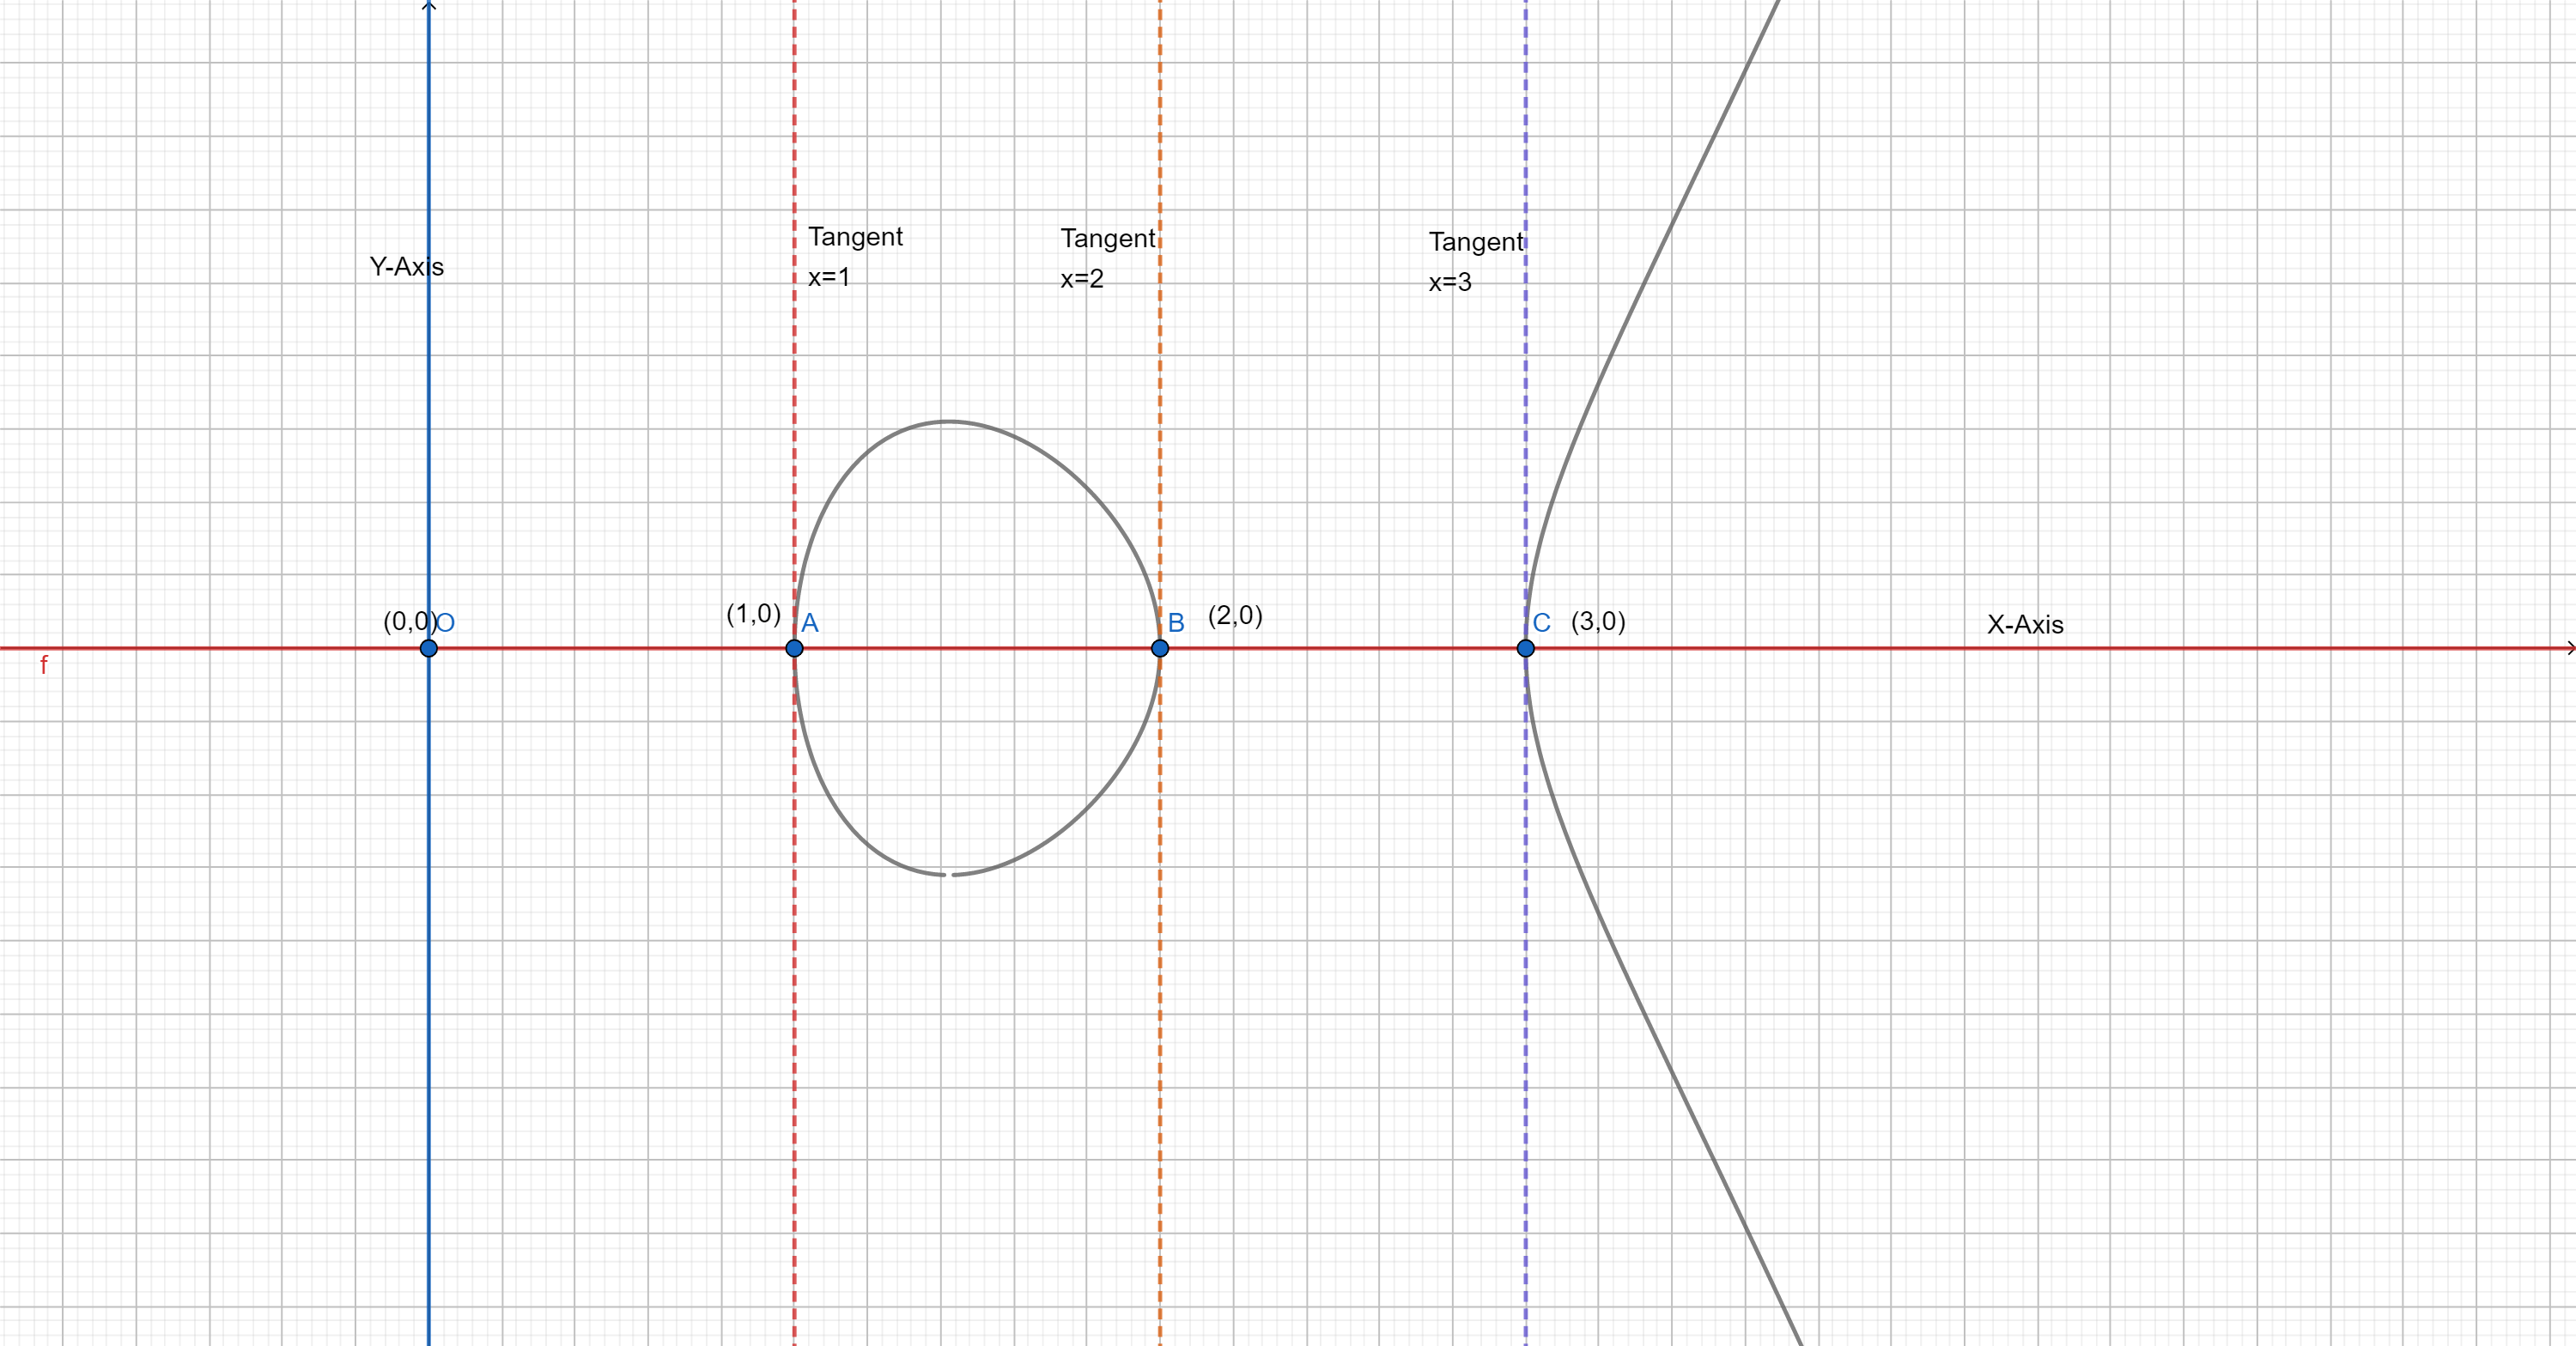 Tangent
x=1
Tangent
x=2
Tangent
x=3
Y-Axis
(0,0)
O
(1,0)
A
B
(2,0)
C
(3,0)
X-Axis
f